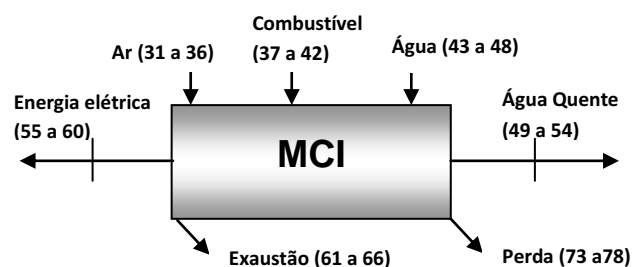 Combustível
(37 a 42)
Ar (31 a 36)
Água (43 a 48)
Energia elétrica
(55 a 60)
Água Quente
(49 a 54)
MCI
Exaustão (61 a 66)
Perda (73 a78)